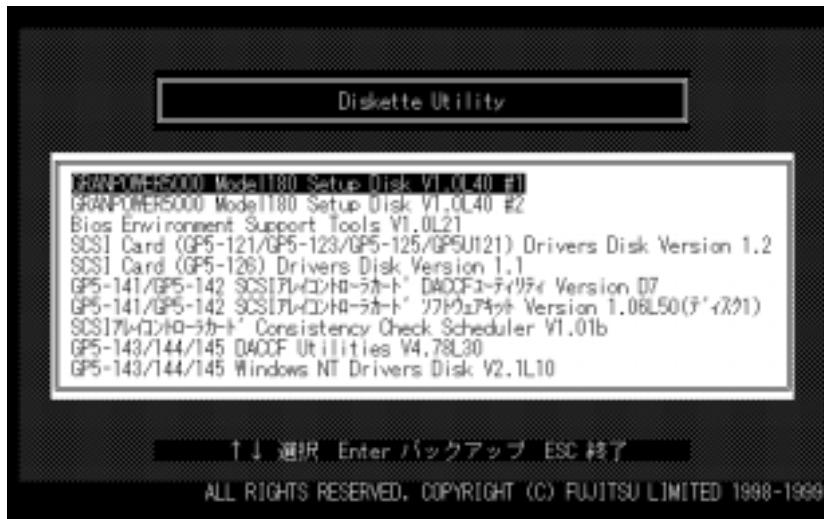 Diskette Utility
GRANPOWER5000 Model180 Setup Disk V1.0L40 #1
GRANPOWER5000 Model180 Setup Disk V1.0L40 #2
Bios Environment Support Tools V1.0L21
SCSI Card (GP5-121/GP5-123/GP5-125/GP5U121) Drivers Disk Version 1.2
SCSI Card (GP5-126) Drivers Disk Version 1.1
GP5-141/GP5-142 SCSIアレイコントローラカード DACCFユーティリティ Version D7
GP5-141/GP5-142 SCSIアレイコントローラカード ソフトウェアキット Version 1.06L50(ディスク1)
SCSIアレイコントローラカード Consistency Check Scheduler V1.01b
GP5-143/144/145 DACCF Utilities V4.78L30
GP5-143/144/145 Windows NT Drivers Disk V2.1L10
↑↓ 選択 Enter バックアップ ESC 終了
ALL RIGHTS RESERVED, COPYRIGHT (C) FUJITSU LIMITED 1998-1999